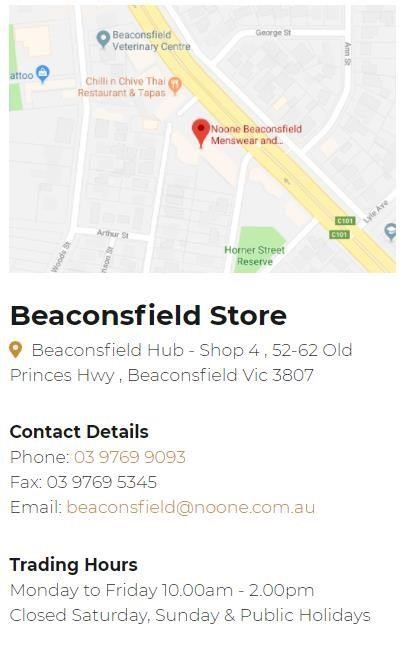 Beaconsfield
Veterinary Centre
George St
Ann St
attoo
Chilli n Chive Thai
Restaurant & Tapas
Noone Beaconsfield
Menswear and...
C101
Lyle Ave
C101
Arthur St
Woods St
nson St
Horner Street
Reserve
Beaconsfield Store
Beaconsfield Hub - Shop 4 , 52-62 Old
Princes Hwy , Beaconsfield Vic 3807
Contact Details
Phone: 03 9769 9093
Fax: 03 9769 5345
Email: beaconsfield@noone.com.au
Trading Hours
Monday to Friday 10.00am - 2.00pm
Closed Saturday, Sunday & Public Holidays